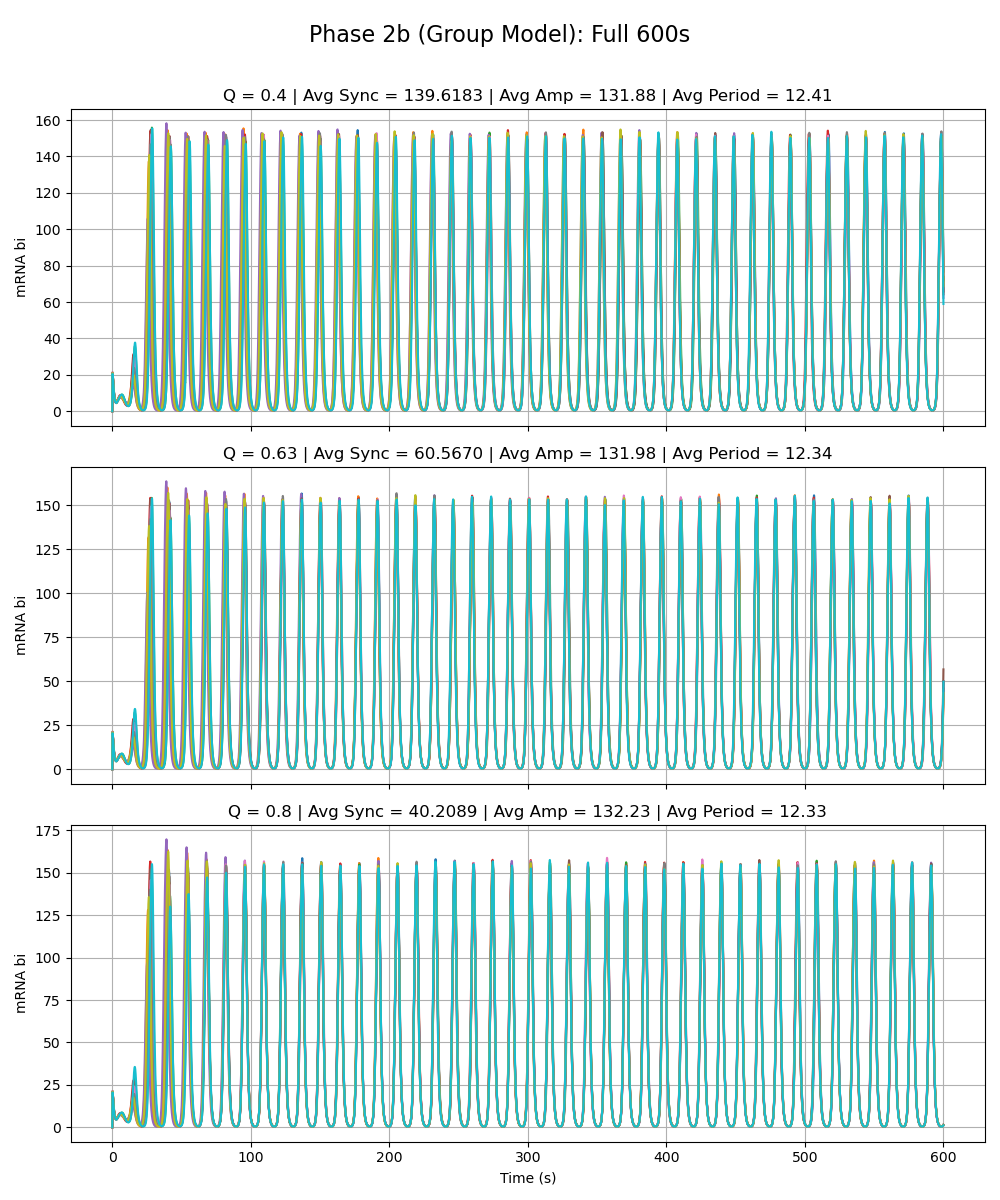 Phase 2b (Group Model): Full 600s
Q = 0.4 | Avg Sync = 139.6183 | Avg Amp = 131.88 | Avg Period = 12.41
160
140
120
100
80
60
40
20
0
mRNA bi
Q = 0.63 | Avg Sync = 60.5670 | Avg Amp = 131.98 | Avg Period = 12.34
150
125
100
75
50
25
0
mRNA bi
Q = 0.8 | Avg Sync = 40.2089 | Avg Amp = 132.23 | Avg Period = 12.33
175
150
125
100
75
50
25
0
mRNA bi
0 100 200 300 400 500 600
Time (s)